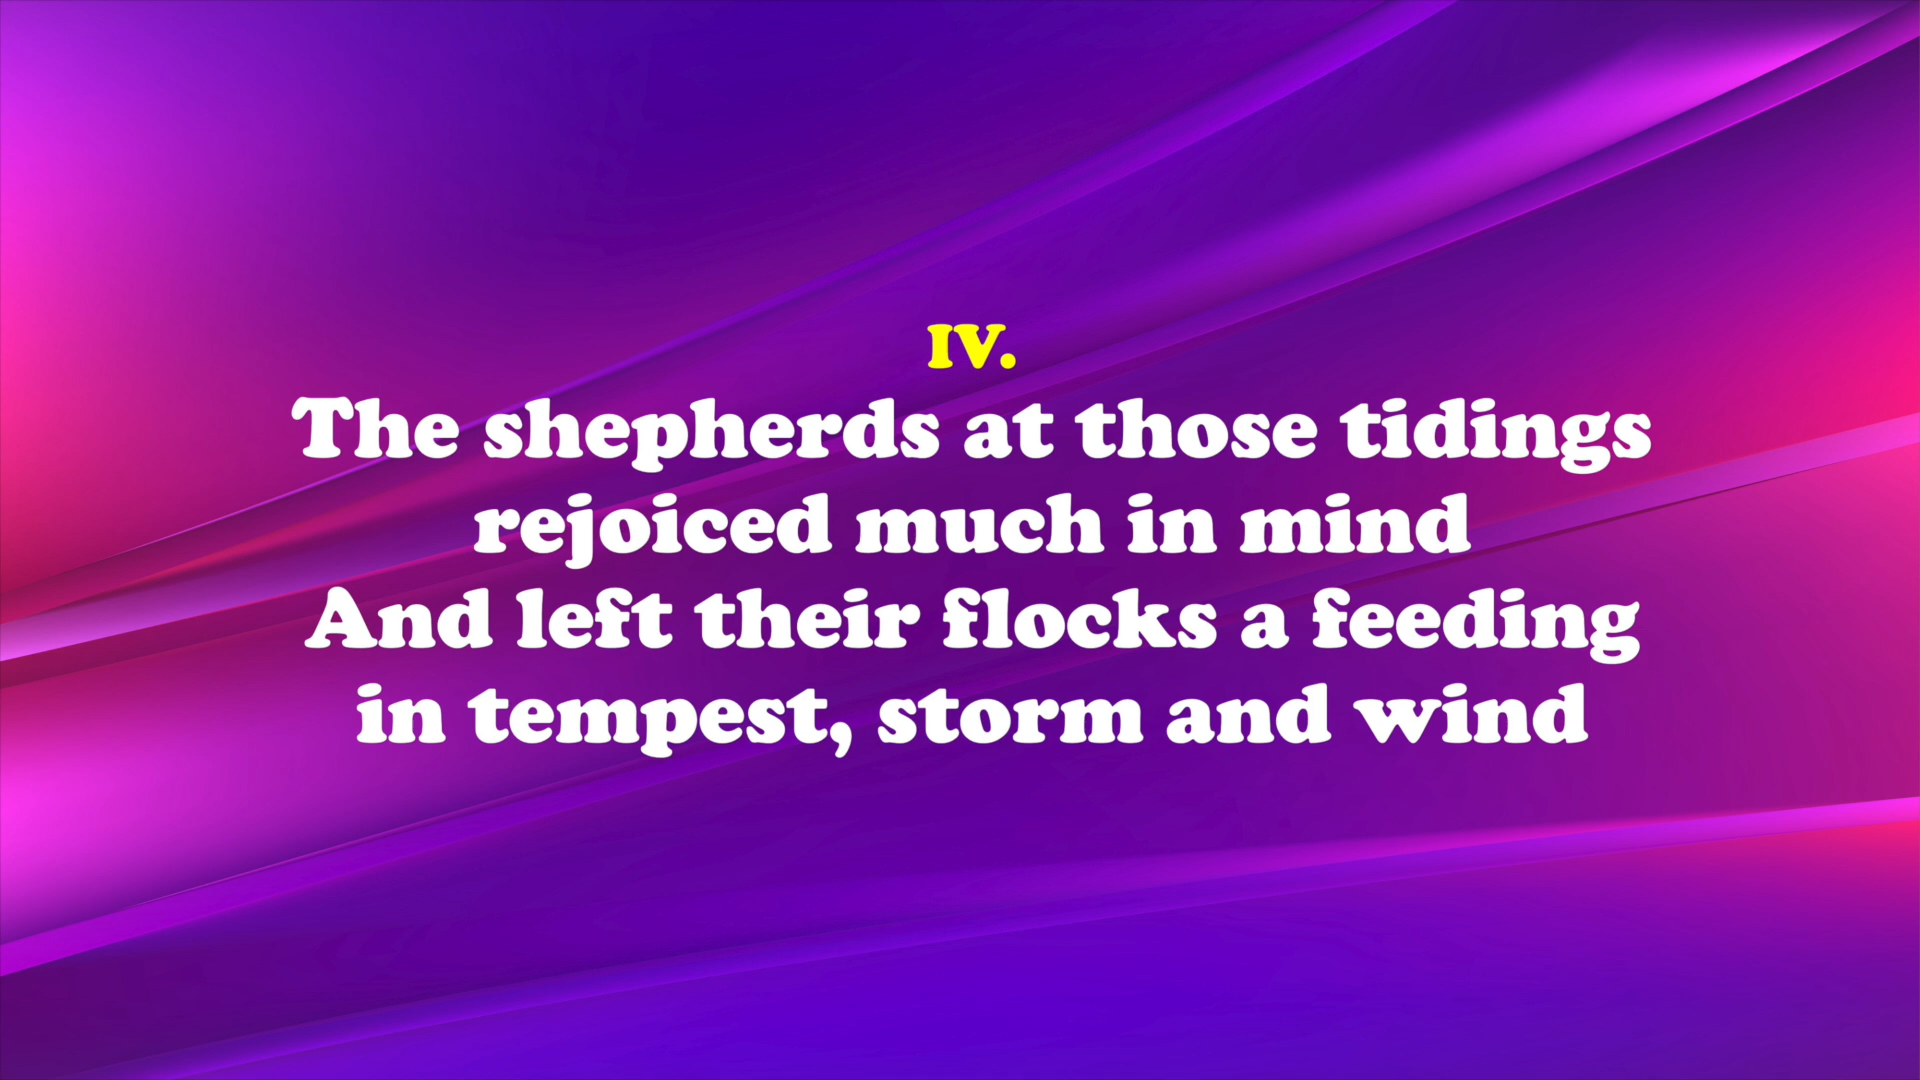 IV.
The shepherds at those tidings
rejoiced much in mind
And left their flocks a feeding
in tempest, storm and wind